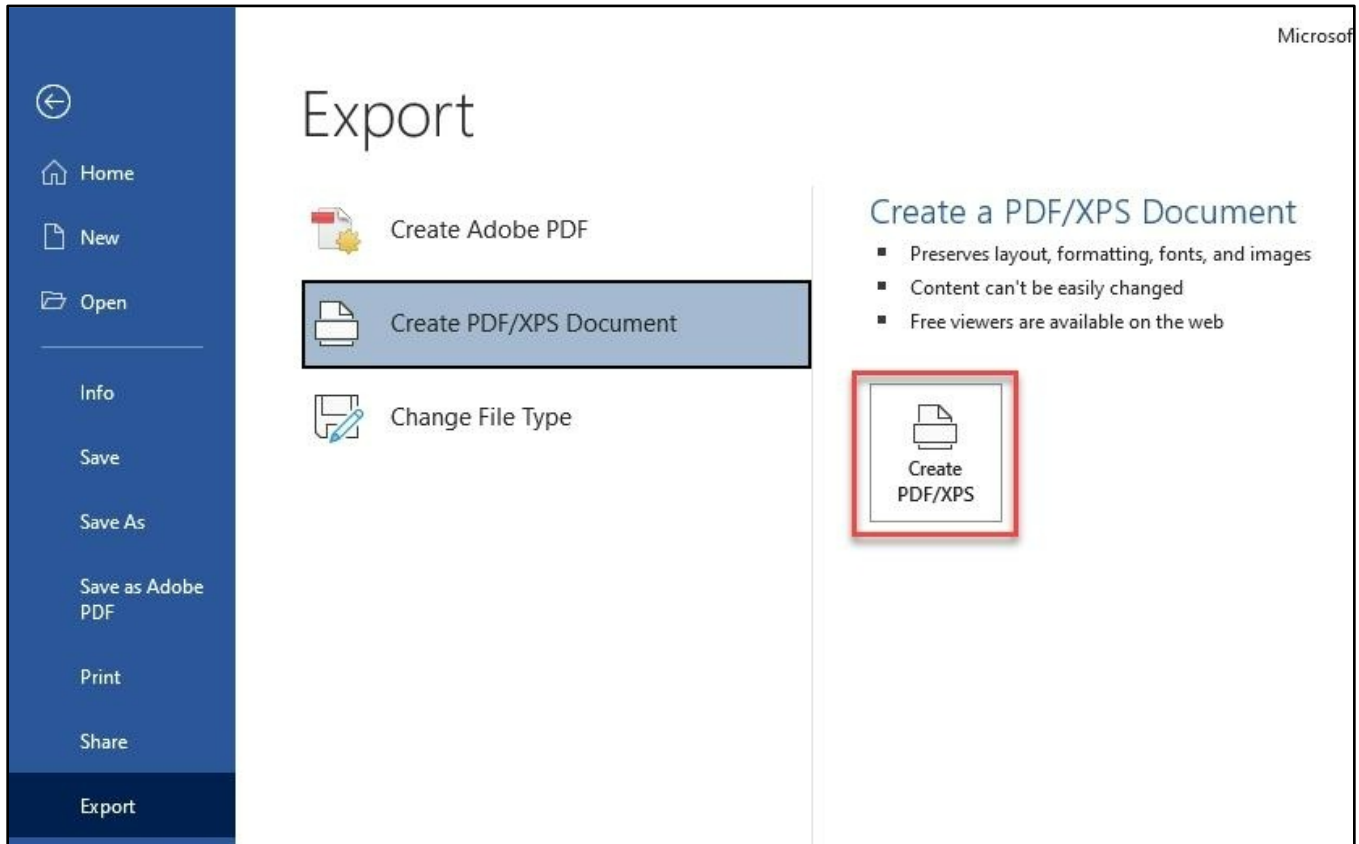 Microsof
Export
Home
New
Open
Info
Save
Save As
Save as Adobe
PDF
Print
Share
Export
Create Adobe PDF
Create PDF/XPS Document
Change File Type
Create a PDF/XPS Document
Preserves layout, formatting, fonts, and images
Content can't be easily changed
Free viewers are available on the web
Create
PDF/XPS